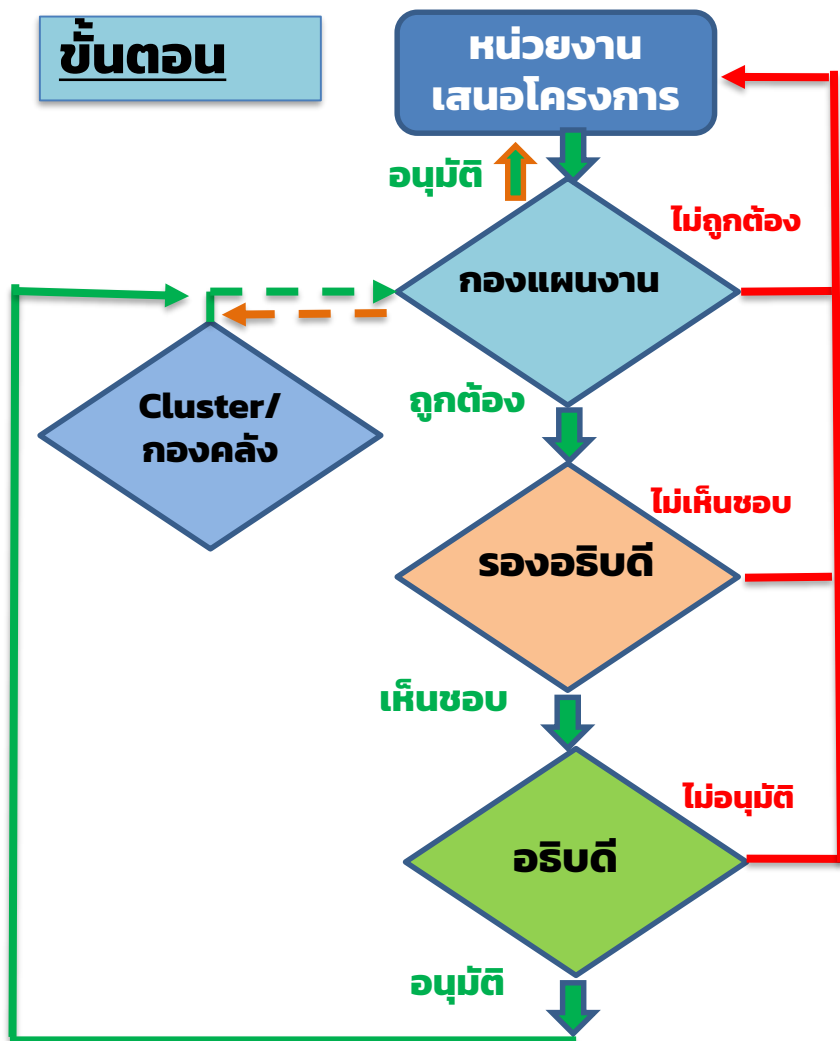 ขั้นตอน
หน่วยงาน
เสนอโครงการ
อนุมัติ
ไม่ถูกต้อง
กองแผนงาน
Cluster/
กองคลัง
ถูกต้อง
ไม่เห็นชอบ
รองอธิบดี
เห็นชอบ
ไม่อนุมัติ
อธิบดี
อนุมัติ